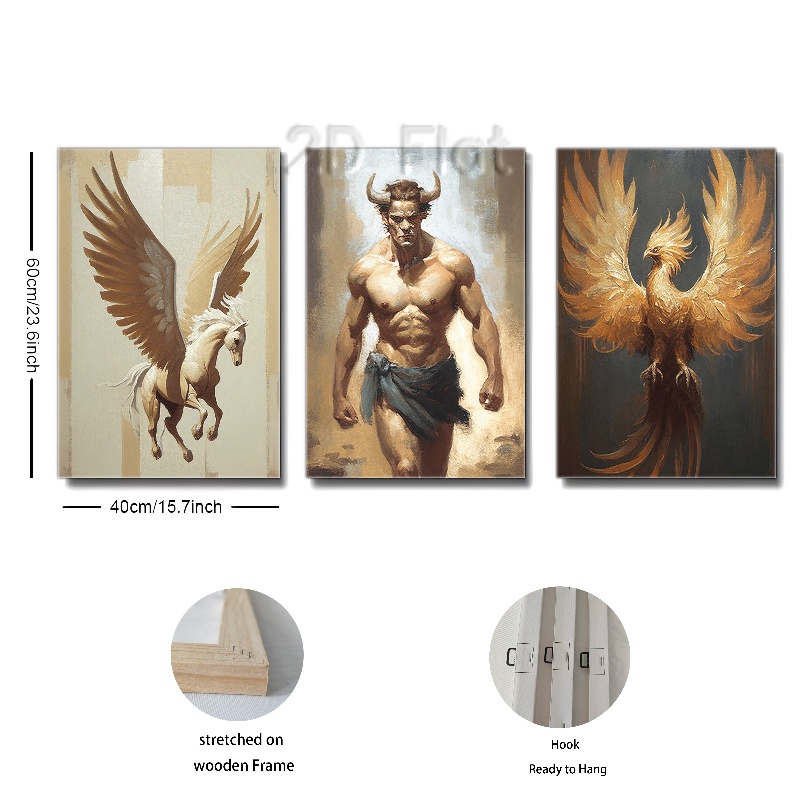 2D Flat
60cm/23.6inch
40cm/15.7inch
stretched on
wooden Frame
Hook
Ready to Hang